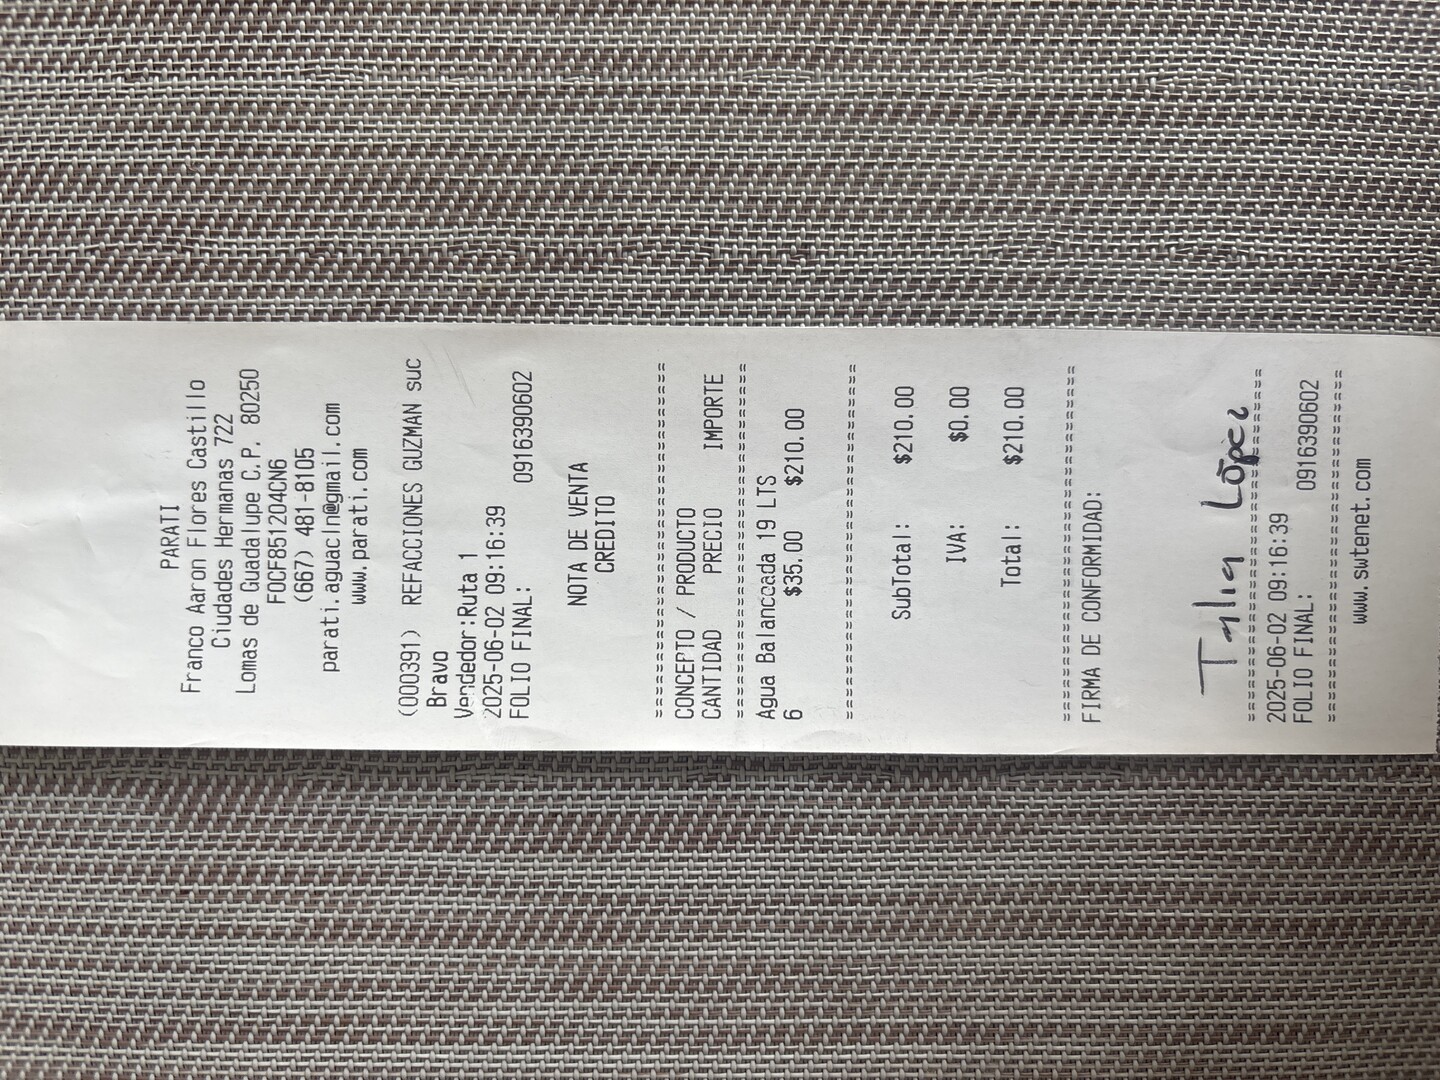 PARATI
Franco Aaron Flores Castillo
Ciudades Hermanas 722
Lomas de Guadalupe C.P. 80250
FOCF851204CN6
(667) 481-8105
parati.aguacln@gmail.com
www.parati.com
(000391) REFACCIONES GUZMAN suc
Bravo
Vendedor:Ruta 1
2025-06-02 09:16:39
FOLIO FINAL: 0916390602
NOTA DE VENTA
CREDITO
================================
CONCEPTO / PRODUCTO
CANTIDAD PRECIO IMPORTE
================================
Agua Balanceada 19 LTS
6 $35.00 $210.00
================================
SubTotal: $210.00
IVA: $0.00
Total: $210.00
================================
FIRMA DE CONFORMIDAD:
Talia López
================================
2025-06-02 09:16:39
FOLIO FINAL: 0916390602
================================
www.swtenet.com